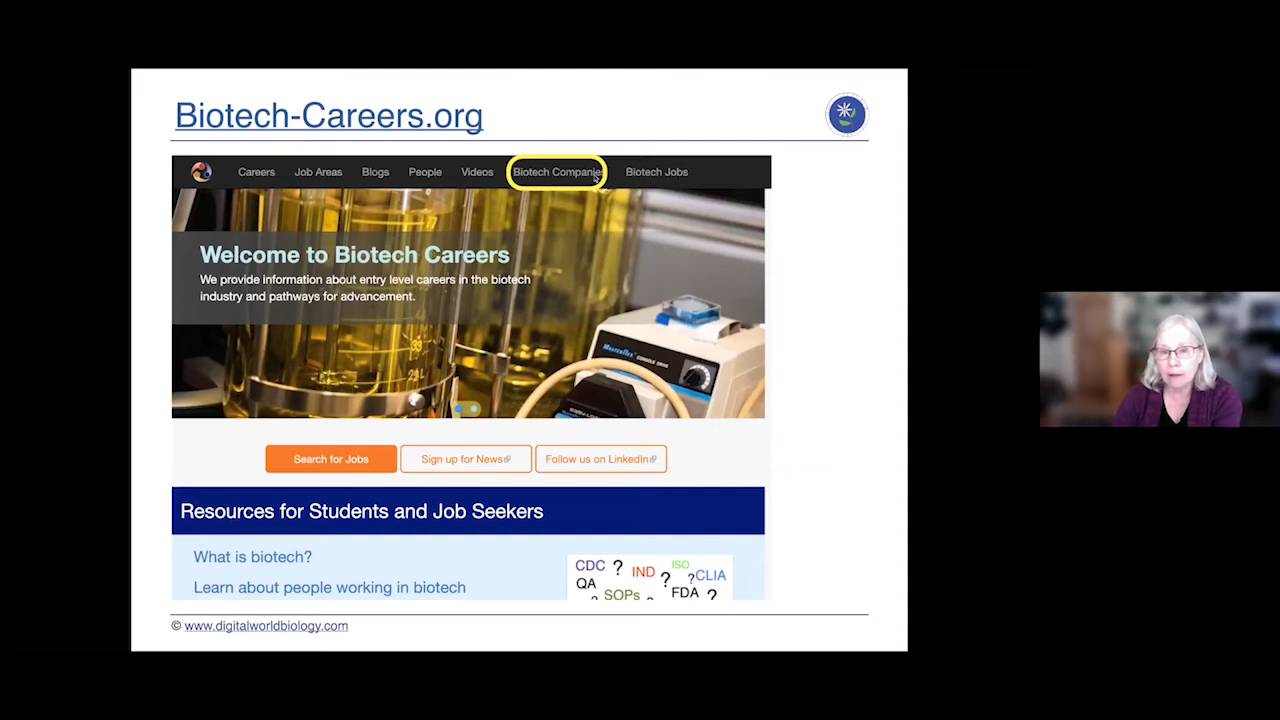 Biotech-Careers.org
Careers Job Areas Blogs People Videos Biotech Companies Biotech Jobs
Welcome to Biotech Careers
We provide information about entry level careers in the biotech
industry and pathways for advancement.
MASTERFLEX CONSOLE DRIVE
Search for Jobs Sign up for News Follow us on LinkedIn
Resources for Students and Job Seekers
What is biotech?
Learn about people working in biotech
CDC ? IND ISO
QA ? ? CLIA
? SOPs FDA ?
© www.digitalworldbiology.com